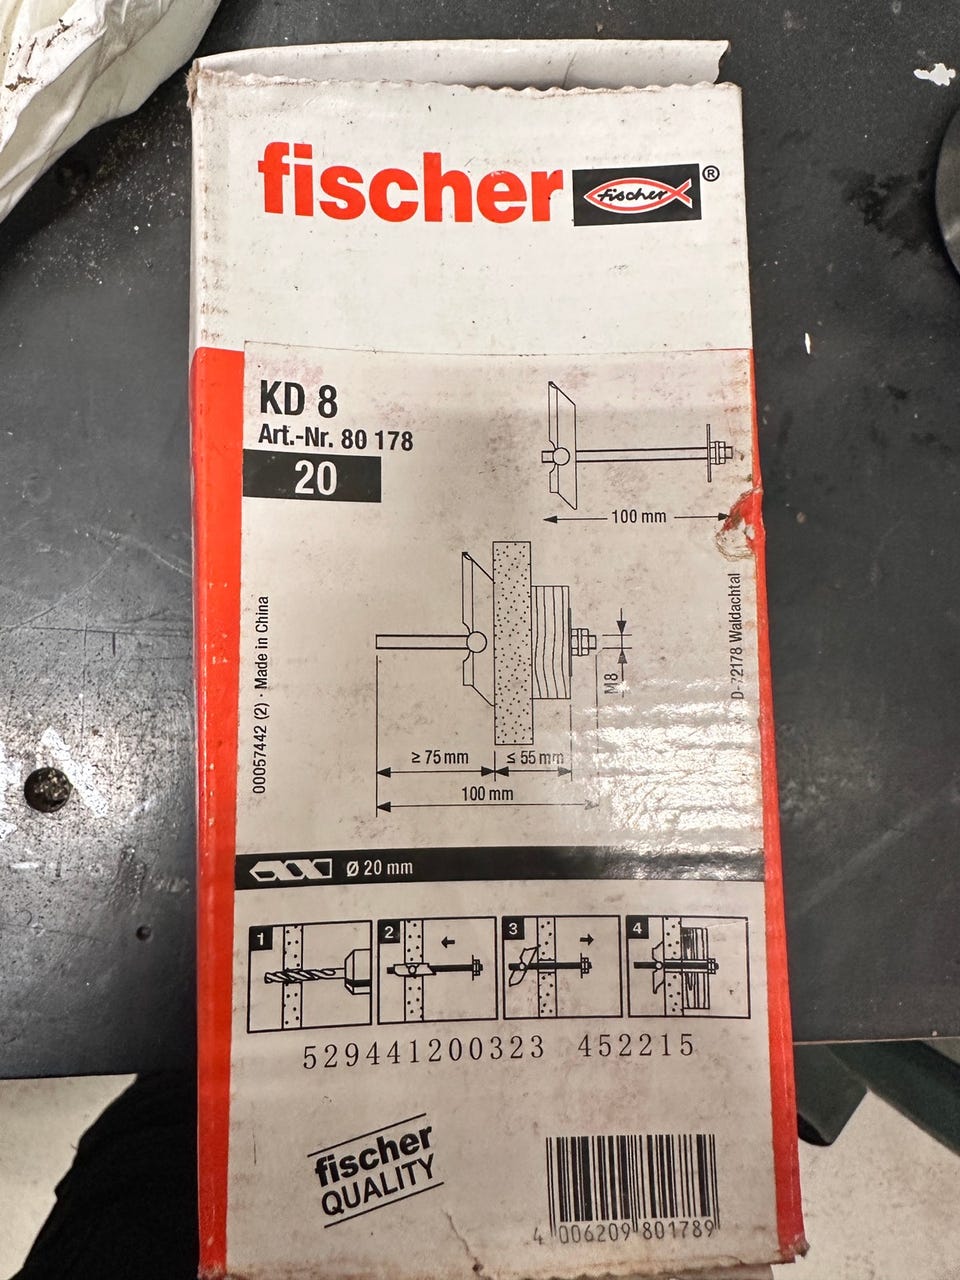 fischer fischer ®
KD 8
Art.-Nr. 80 178
20
100 mm
00057442 (2) · Made in China
D-72178 Waldachtal
M8
≥ 75 mm ≤ 55 mm
100 mm
Ø 20 mm
1 2 3 4
529441200323 452215
fischer
QUALITY
4 006209 801789